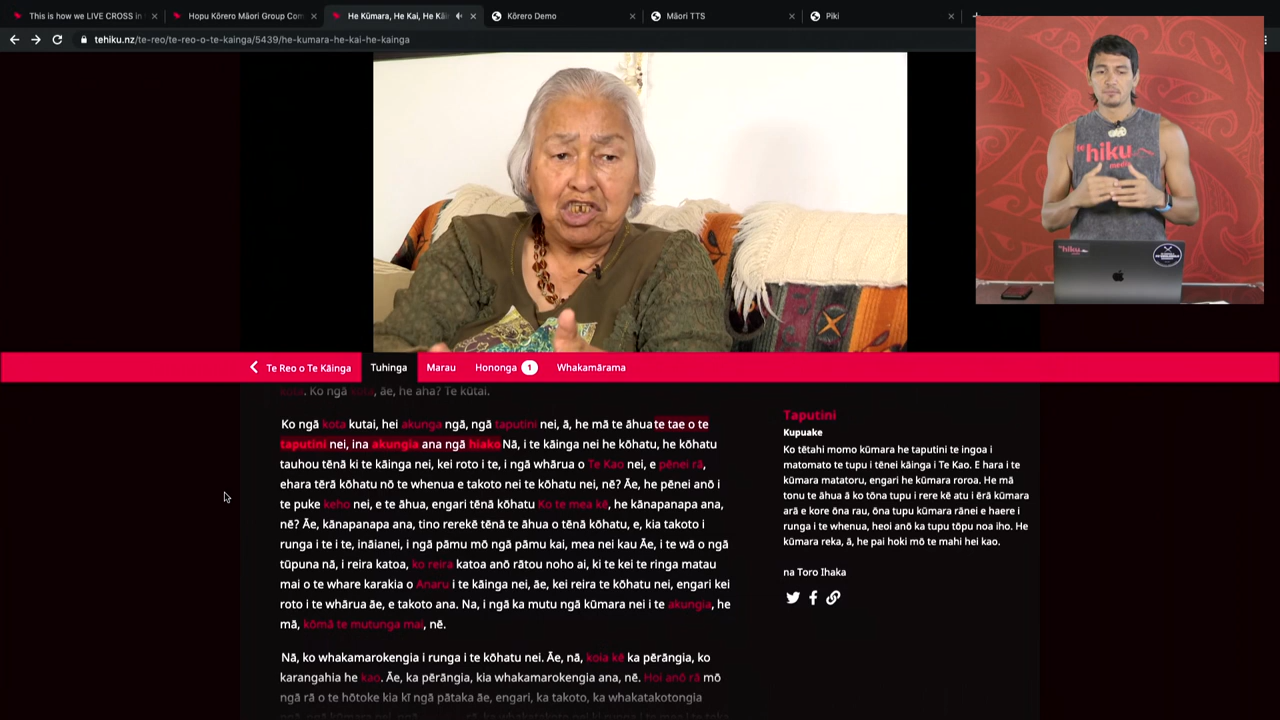 This is how we LIVE CROSS in
Hopu Kōrero Māori Group Com
He Kūmara, He Kai, He Kāin
Kōrero Demo
Māori TTS
Piki
tehiku.nz/te-reo/te-reo-o-te-kainga/5439/he-kumara-he-kai-he-kainga
te
hiku
media
hiku
Te Reo o Te Kāinga
Tuhinga
Marau
Hononga 1
Whakamārama
kota. Ko ngā kota, āe, he aha? Te kūtai.
Ko ngā kota kutai, hei akunga ngā, ngā taputini nei, ā, he mā te āhua te tae o te
taputini nei, ina akungia ana ngā hiako Nā, i te kāinga nei he kōhatu, he kōhatu
tauhou tēnā ki te kāinga nei, kei roto i te, i ngā whārua o Te Kao nei, e pēnei rā,
ehara tērā kōhatu nō te whenua e takoto nei te kōhatu nei, nē? Āe, he pēnei anō i
te puke keho nei, e te āhua, engari tēnā kōhatu Ko te mea kē, he kānapanapa ana,
nē? Āe, kānapanapa ana, tino rerekē tēnā te āhua o tēnā kōhatu, e, kia takoto i
runga i te i te, ināianei, i ngā pāmu mō ngā pāmu kai, mea nei kau Āe, i te wā o ngā
tūpuna nā, i reira katoa, ko reira katoa anō rātou noho ai, ki te kei te ringa matau
mai o te whare karakia o Anaru i te kāinga nei, āe, kei reira te kōhatu nei, engari kei
roto i te whārua āe, e takoto ana. Na, i ngā ka mutu ngā kūmara nei i te akungia, he
mā, kōmā te mutunga mai, nē.
Nā, ko whakamarokengia i runga i te kōhatu nei. Āe, nā, koia kē ka pērāngia, ko
karangahia he kao. Āe, ka pērāngia, kia whakamarokengia ana, nē. Hoi anō rā mō
ngā rā o te hōtoke kia kī ngā pātaka āe, engari, ka takoto, ka whakatakotongia
Taputini
Kupuake
Ko tētahi momo kūmara he taputini te ingoa i
matomato te tupu i tēnei kāinga i Te Kao. E hara i te
kūmara matatoru, engari he kūmara roroa. He mā
tonu te āhua ā ko tōna tupu i rere kē atu i ērā kūmara
arā e kore ōna rau, ōna tupu kūmara rānei e haere i
runga i te whenua, heoi anō ka tupu tōpu noa iho. He
kūmara reka, ā, he pai hoki mō te mahi hei kao.
na Toro Ihaka